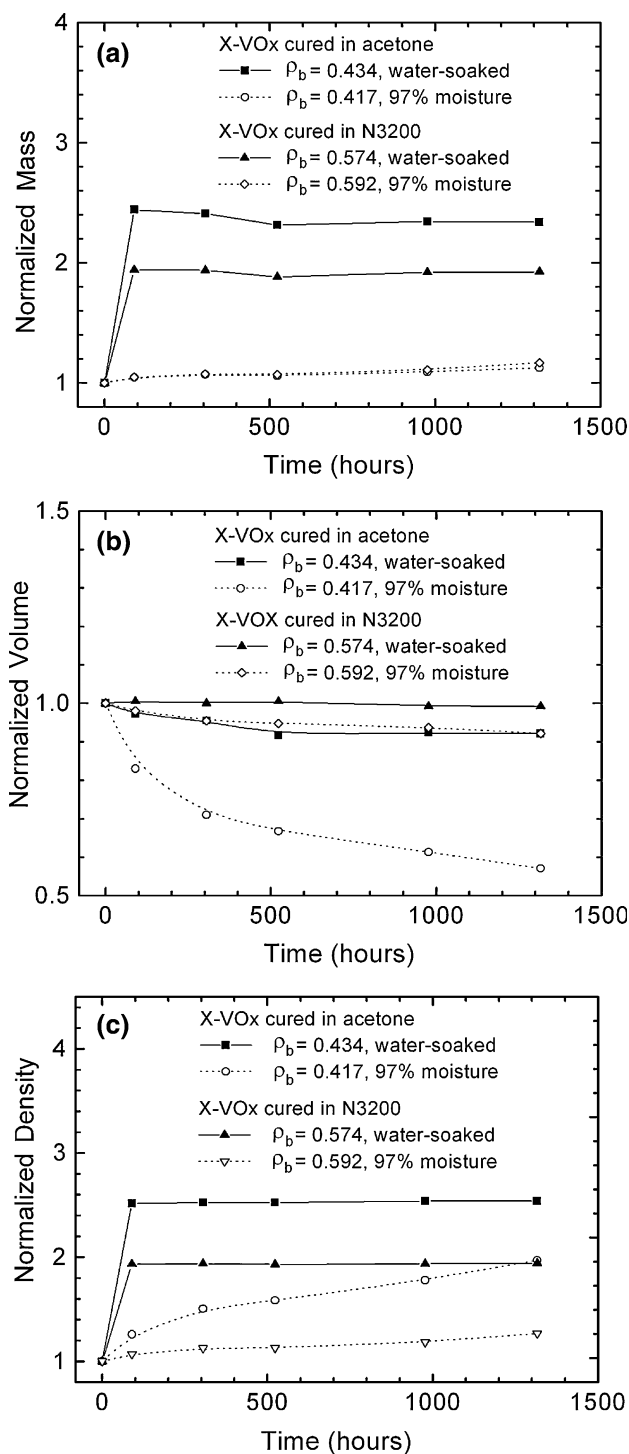 (a)
X-VOx cured in acetone
ρb = 0.434, water-soaked
ρb = 0.417, 97% moisture
X-VOx cured in N3200
ρb = 0.574, water-soaked
ρb = 0.592, 97% moisture
Normalized Mass
4
3
2
1
0
500
1000
1500
Time (hours)
(b)
X-VOx cured in acetone
ρb = 0.434, water-soaked
ρb = 0.417, 97% moisture
X-VOX cured in N3200
ρb = 0.574, water-soaked
ρb = 0.592, 97% moisture
Normalized Volume
1.5
1.0
0.5
0
500
1000
1500
Time (hours)
(c)
X-VOx cured in acetone
ρb = 0.434, water-soaked
ρb = 0.417, 97% moisture
X-VOx cured in N3200
ρb = 0.574, water-soaked
ρb = 0.592, 97% moisture
Normalized Density
4
3
2
1
0
500
1000
1500
Time (hours)